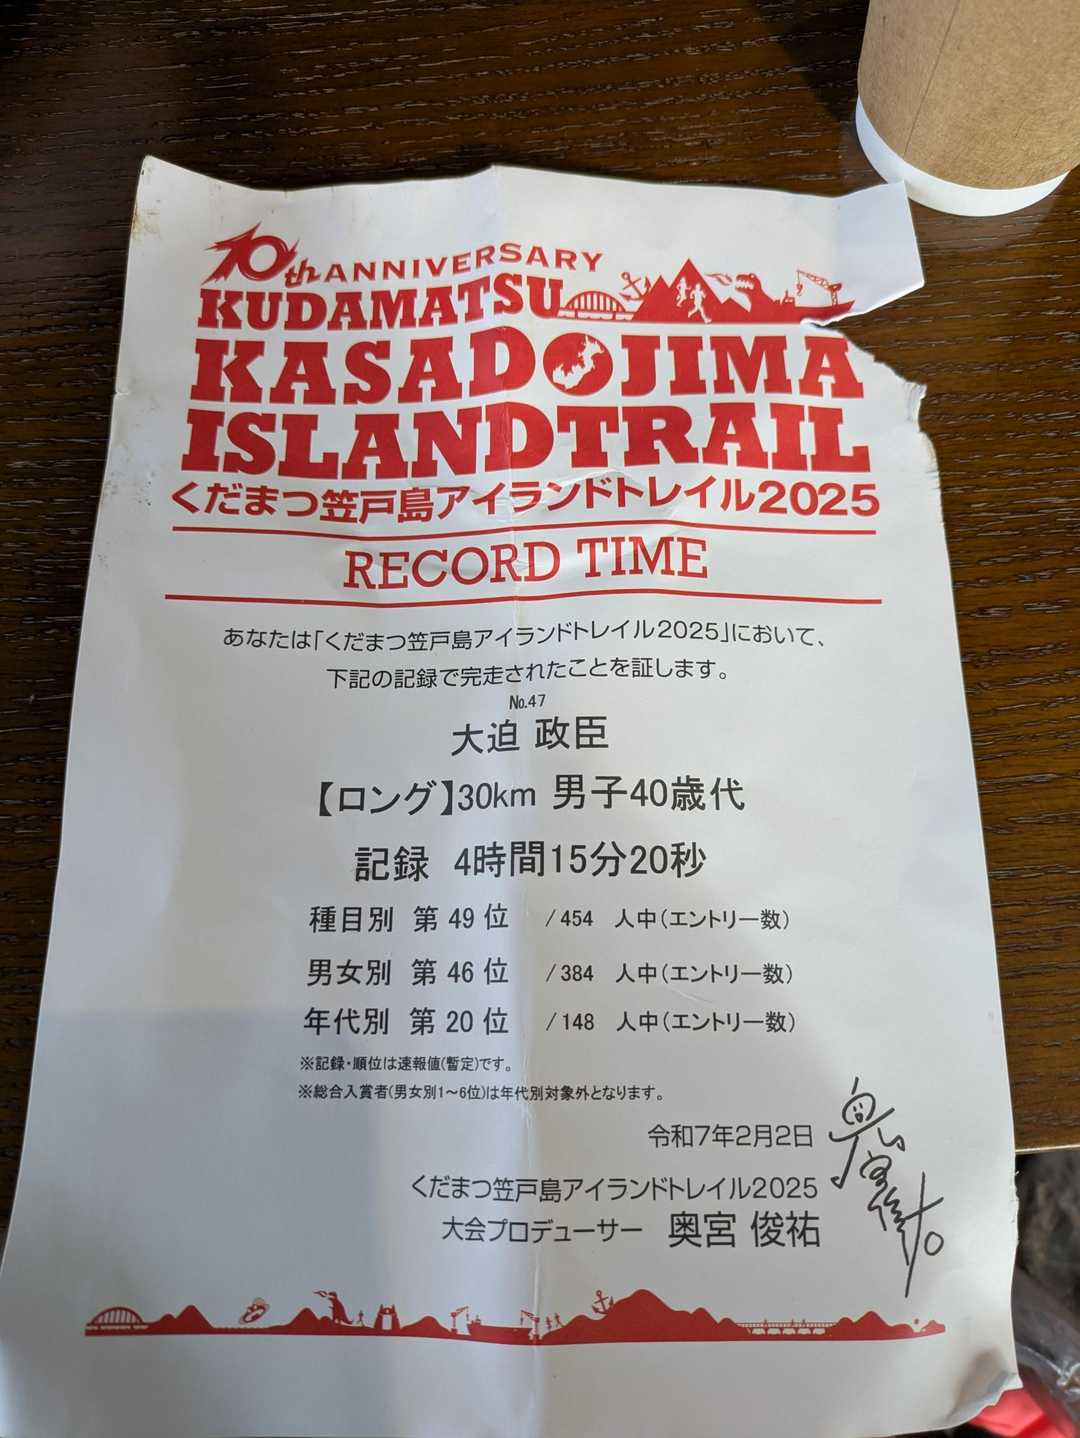 10th ANNIVERSARY
KUDAMATSU
KASADOJIMA
ISLANDTRAIL
くだまつ笠戸島アイランドトレイル2025
RECORD TIME
あなたは「くだまつ笠戸島アイランドトレイル2025」において、
下記の記録で完走されたことを証します。
No.47
大迫 政臣
【ロング】30km 男子40歳代
記録 4時間15分20秒
種目別 第 49 位 /454 人中(エントリー数)
男女別 第 46 位 /384 人中(エントリー数)
年代別 第 20 位 /148 人中(エントリー数)
※記録・順位は速報値(暫定)です。
※総合入賞者(男女別1〜6位)は年代別対象外となります。
令和7年2月2日
くだまつ笠戸島アイランドトレイル2025
大会プロデューサー 奥宮 俊祐